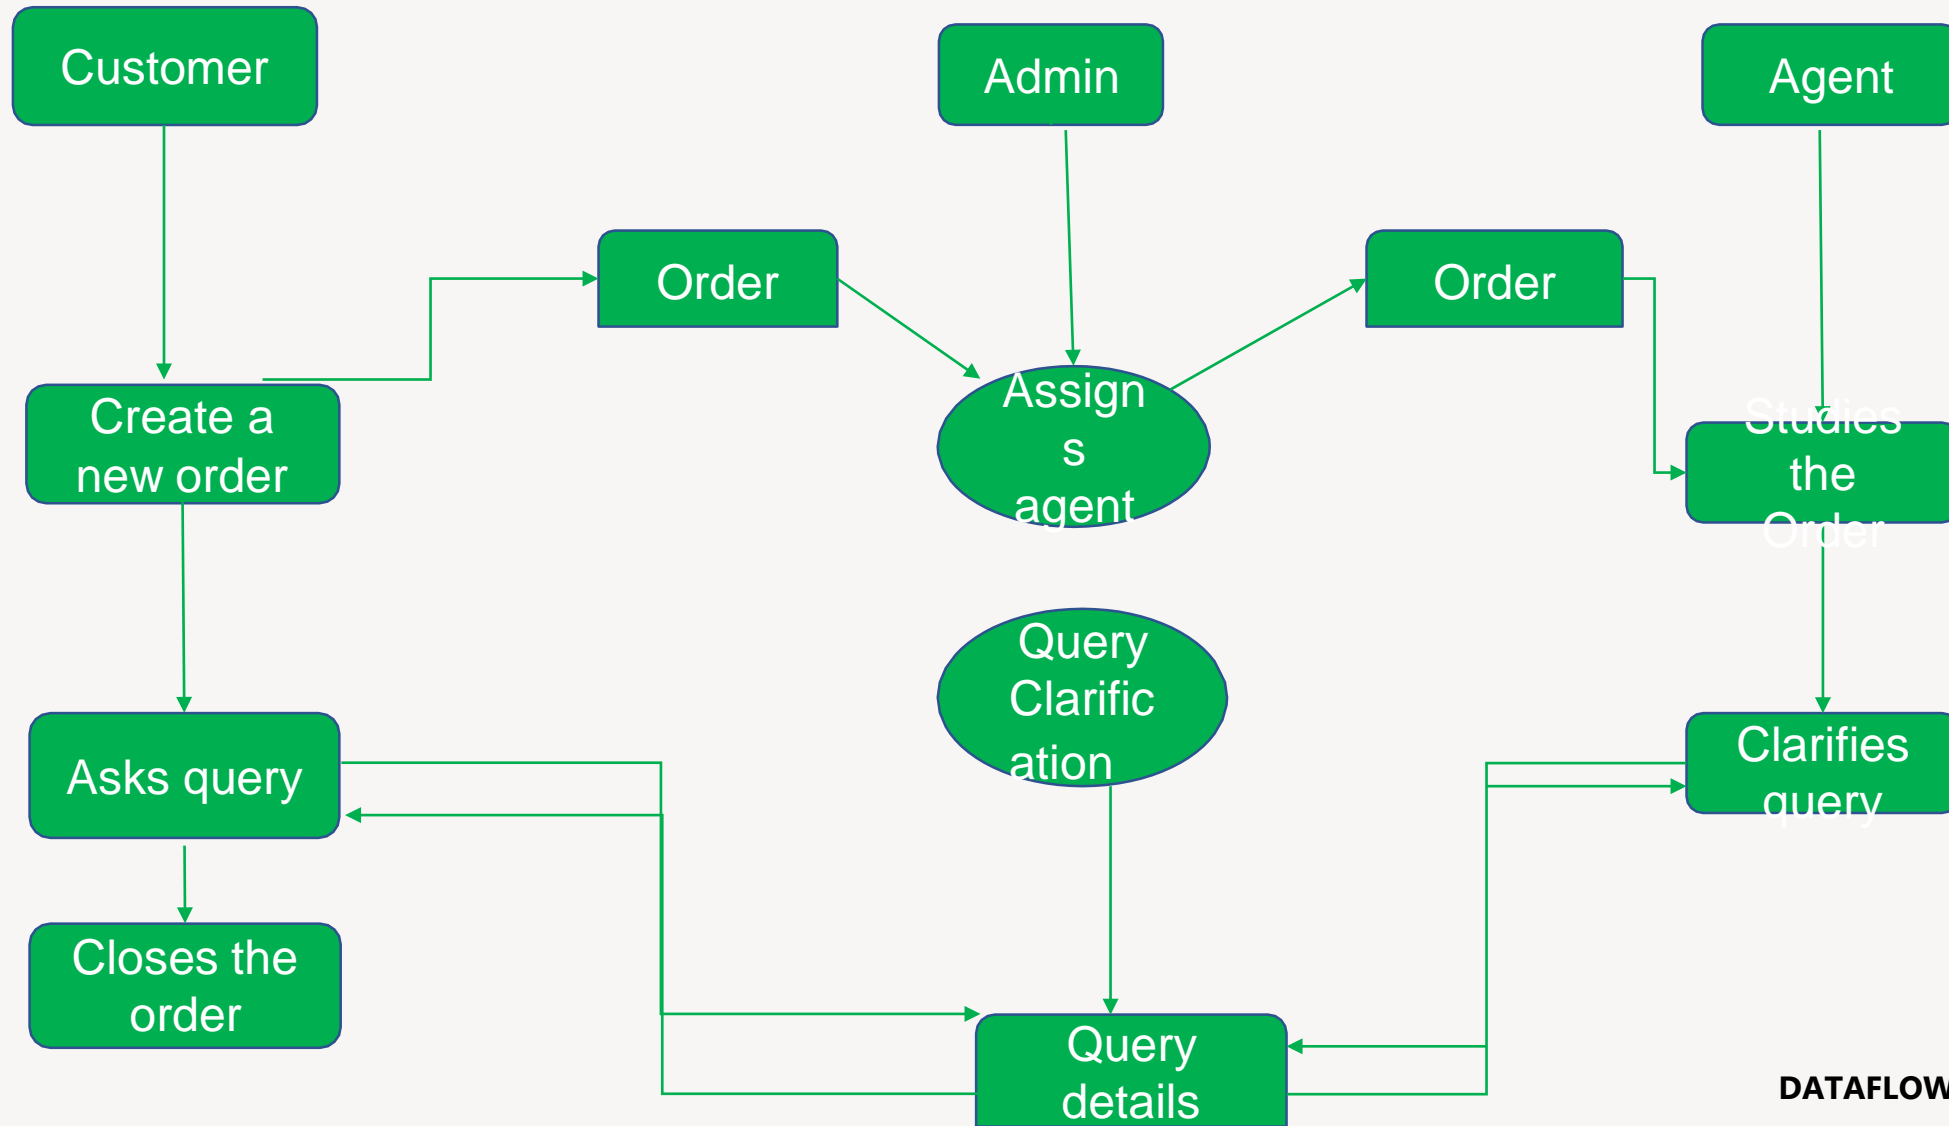 Customer
Admin
Agent
Order
Order
Create a
new order
Assign
s
agent
Studies
the
Order
Query
Clarific
ation
Asks query
Clarifies
query
Closes the
order
Query
details
DATAFLOW